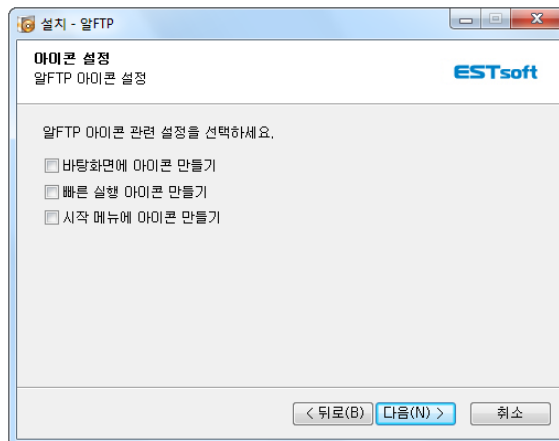 설치 - 알FTP
아이콘 설정
알FTP 아이콘 설정
ESTsoft
알FTP 아이콘 관련 설정을 선택하세요.
바탕화면에 아이콘 만들기
빠른 실행 아이콘 만들기
시작 메뉴에 아이콘 만들기
< 뒤로(B) 다음(N) > 취소